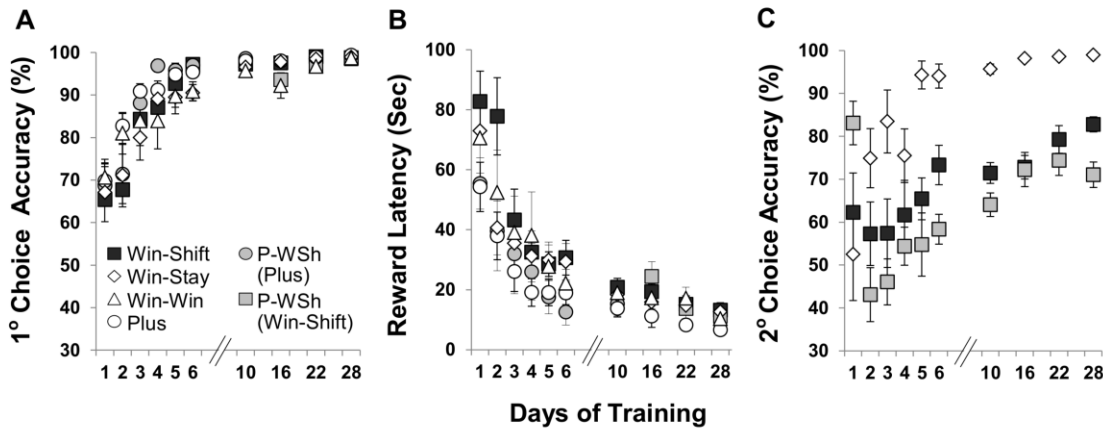 A
1º Choice Accuracy (%)
100
90
80
70
60
50
40
30
Win-Shift
Win-Stay
Win-Win
Plus
P-WSh
(Plus)
P-WSh
(Win-Shift)
1 2 3 4 5 6 10 16 22 28
B
Reward Latency (Sec)
100
80
60
40
20
0
1 2 3 4 5 6 10 16 22 28
Days of Training
C
2º Choice Accuracy (%)
100
90
80
70
60
50
40
30
1 2 3 4 5 6 10 16 22 28